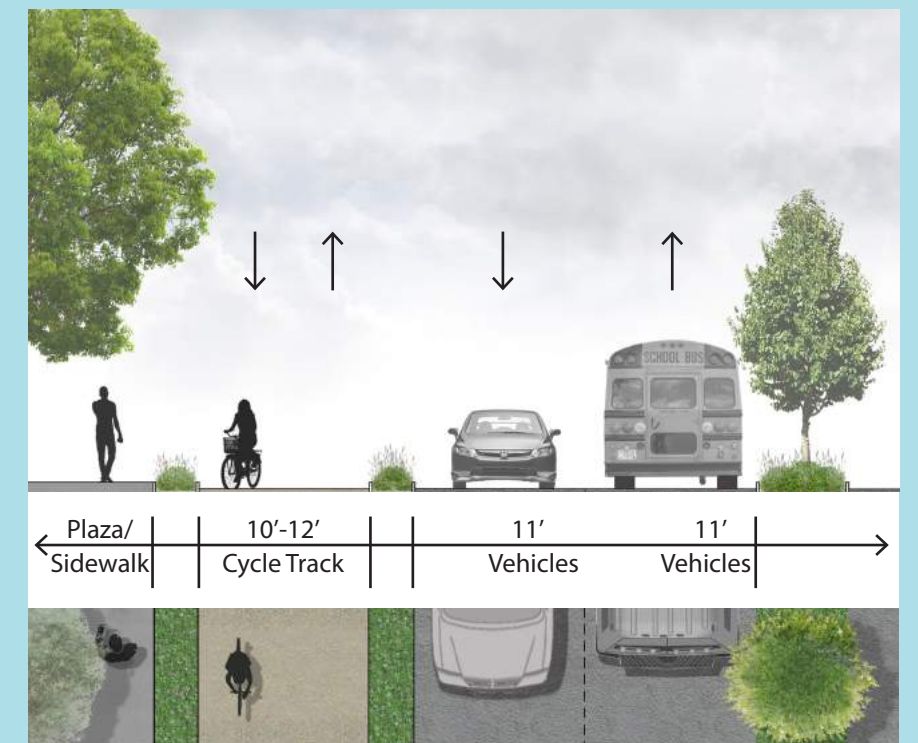 SCHOOL BUS
Plaza/
Sidewalk
10'-12'
Cycle Track
11'
Vehicles
11'
Vehicles